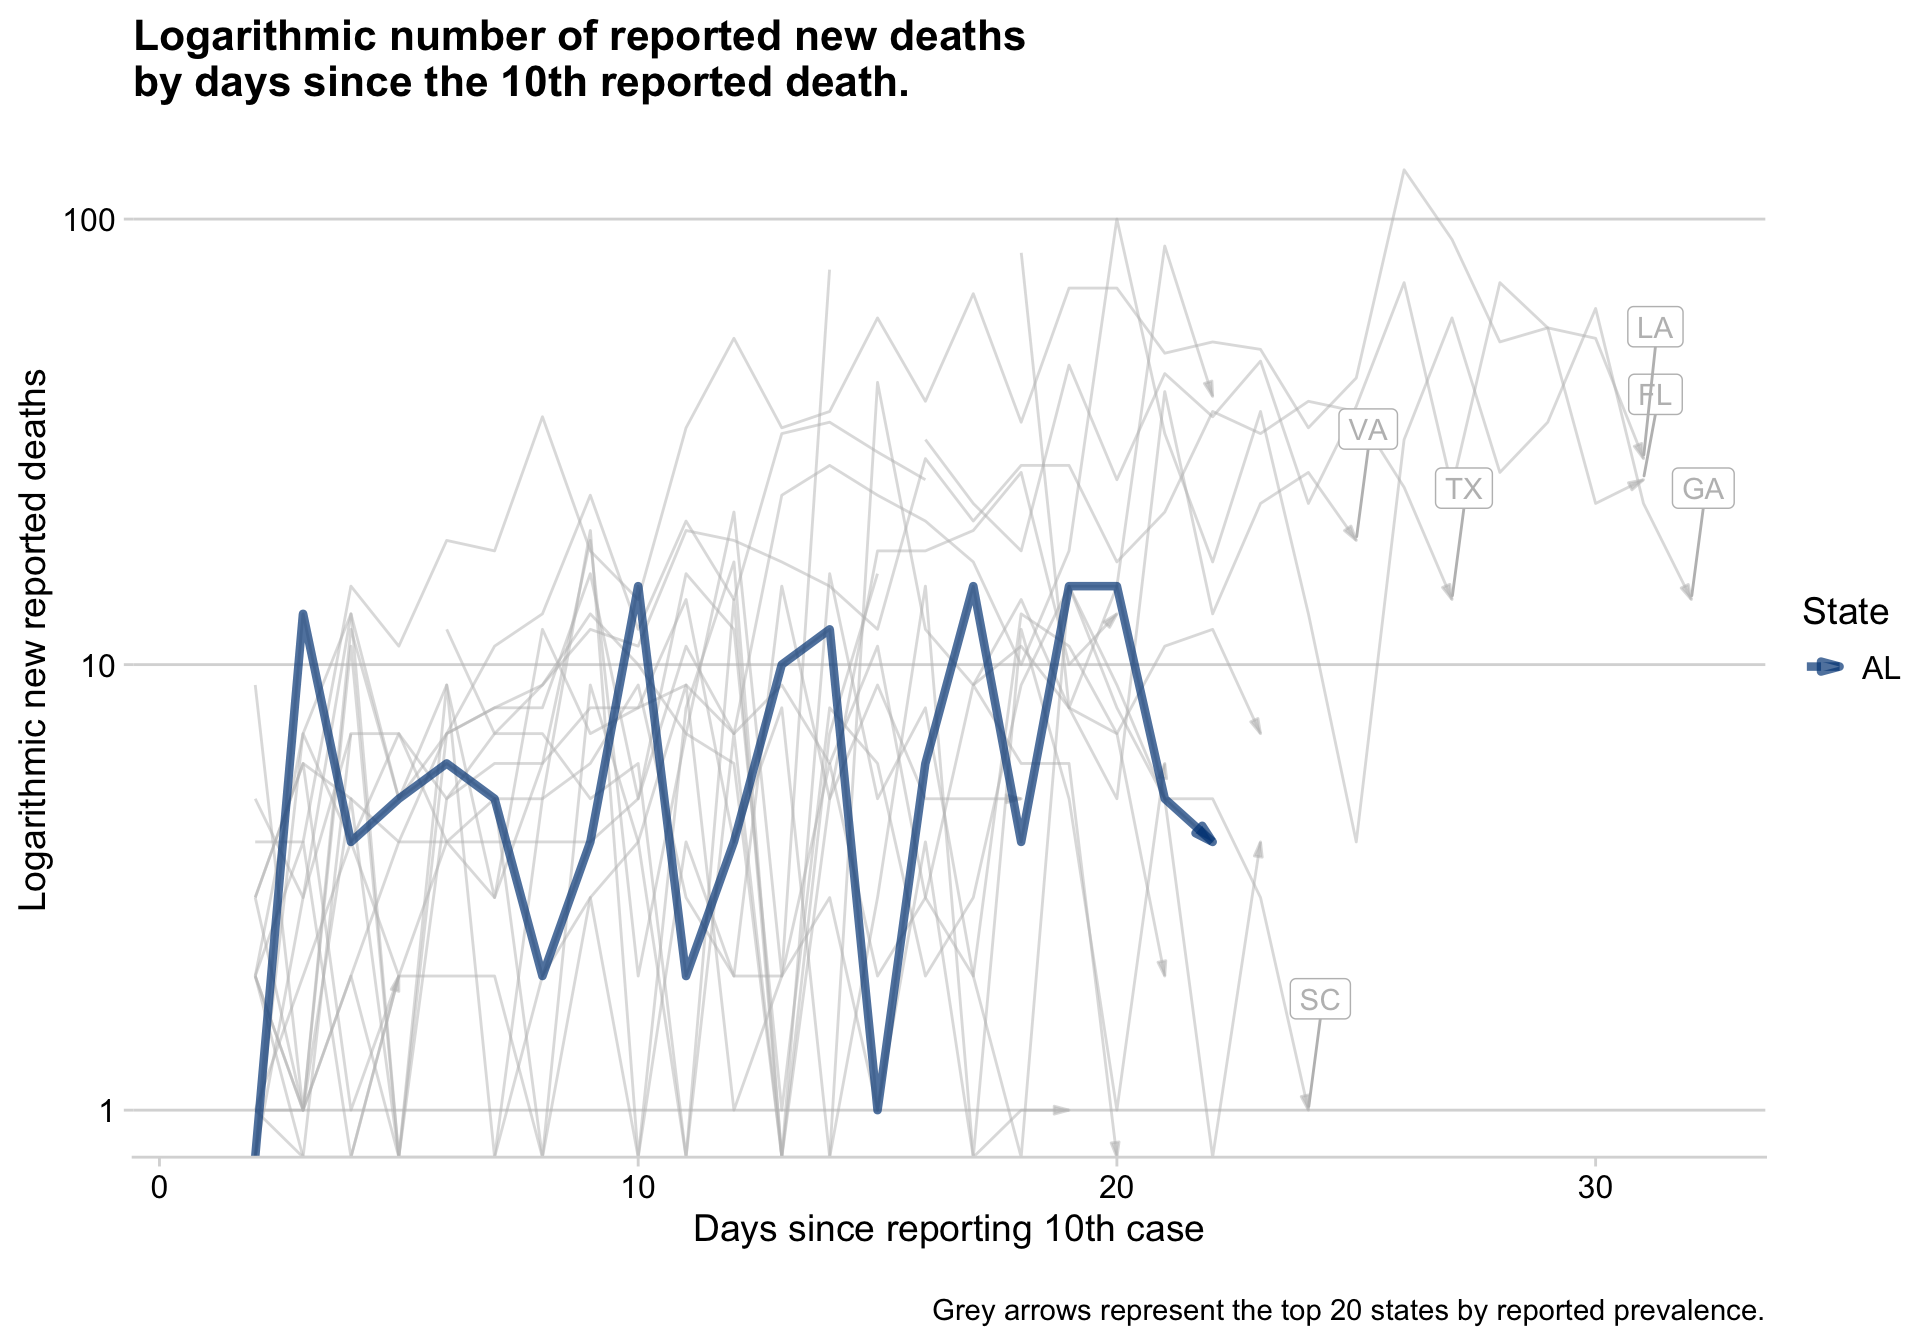 Logarithmic number of reported new deaths
by days since the 10th reported death.
Logarithmic new reported deaths
100
10
1
LA
FL
VA
TX
GA
SC
State
AL
0 10 20 30
Days since reporting 10th case
Grey arrows represent the top 20 states by reported prevalence.